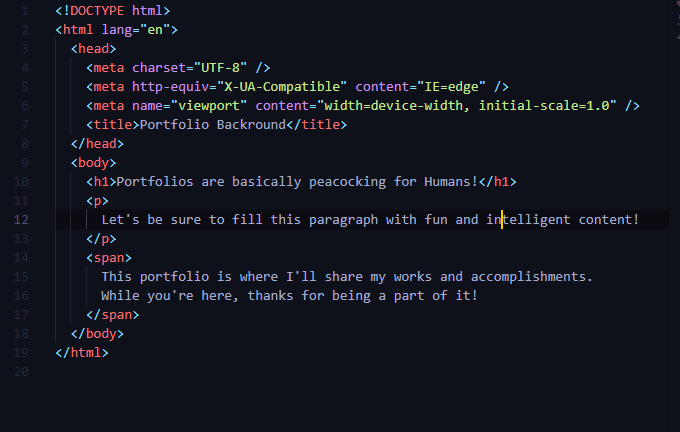 1 <!DOCTYPE html>
2 <html lang="en">
3 <head>
4 <meta charset="UTF-8" />
5 <meta http-equiv="X-UA-Compatible" content="IE=edge" />
6 <meta name="viewport" content="width=device-width, initial-scale=1.0" />
7 <title>Portfolio Backround</title>
8 </head>
9 <body>
10 <h1>Portfolios are basically peacocking for Humans!</h1>
11 <p>
12 Let's be sure to fill this paragraph with fun and intelligent content!
13 </p>
14 <span>
15 This portfolio is where I'll share my works and accomplishments.
16 While you're here, thanks for being a part of it!
17 </span>
18 </body>
19 </html>
20